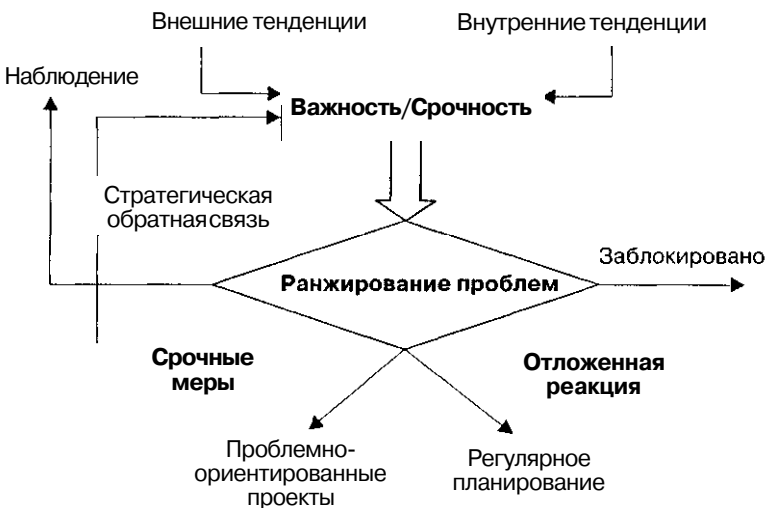 Внешние тенденции
Внутренние тенденции
Наблюдение
Важность/Срочность
Стратегическая
обратная связь
Заблокировано
Ранжирование проблем
Срочные
меры
Отложенная
реакция
Проблемно-
ориентированные
проекты
Регулярное
планирование